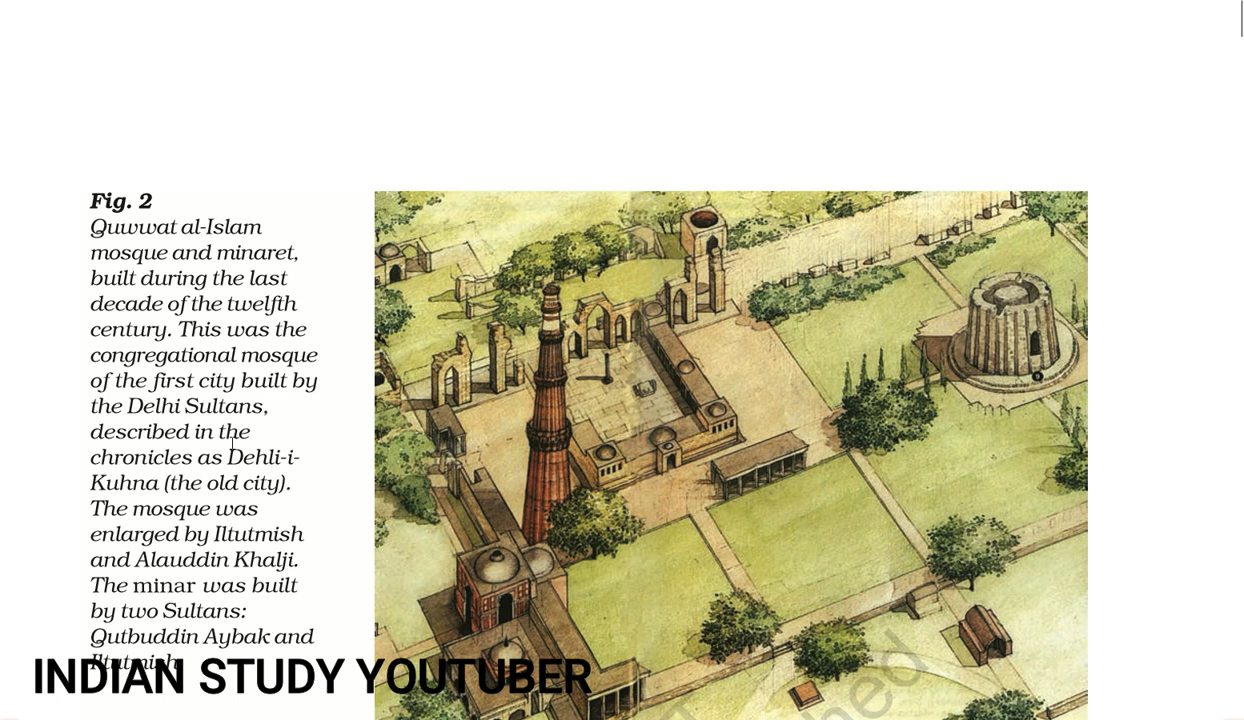 Fig. 2
Quwwat al-Islam
mosque and minaret,
built during the last
decade of the twelfth
century. This was the
congregational mosque
of the first city built by
the Delhi Sultans,
described in the
chronicles as Dehli-i-
Kuhna (the old city).
The mosque was
enlarged by Iltutmish
and Alauddin Khalji.
The minar was built
by two Sultans:
Qutbuddin Aybak and
Iltutmish.
INDIAN STUDY YOUTUBER
hed